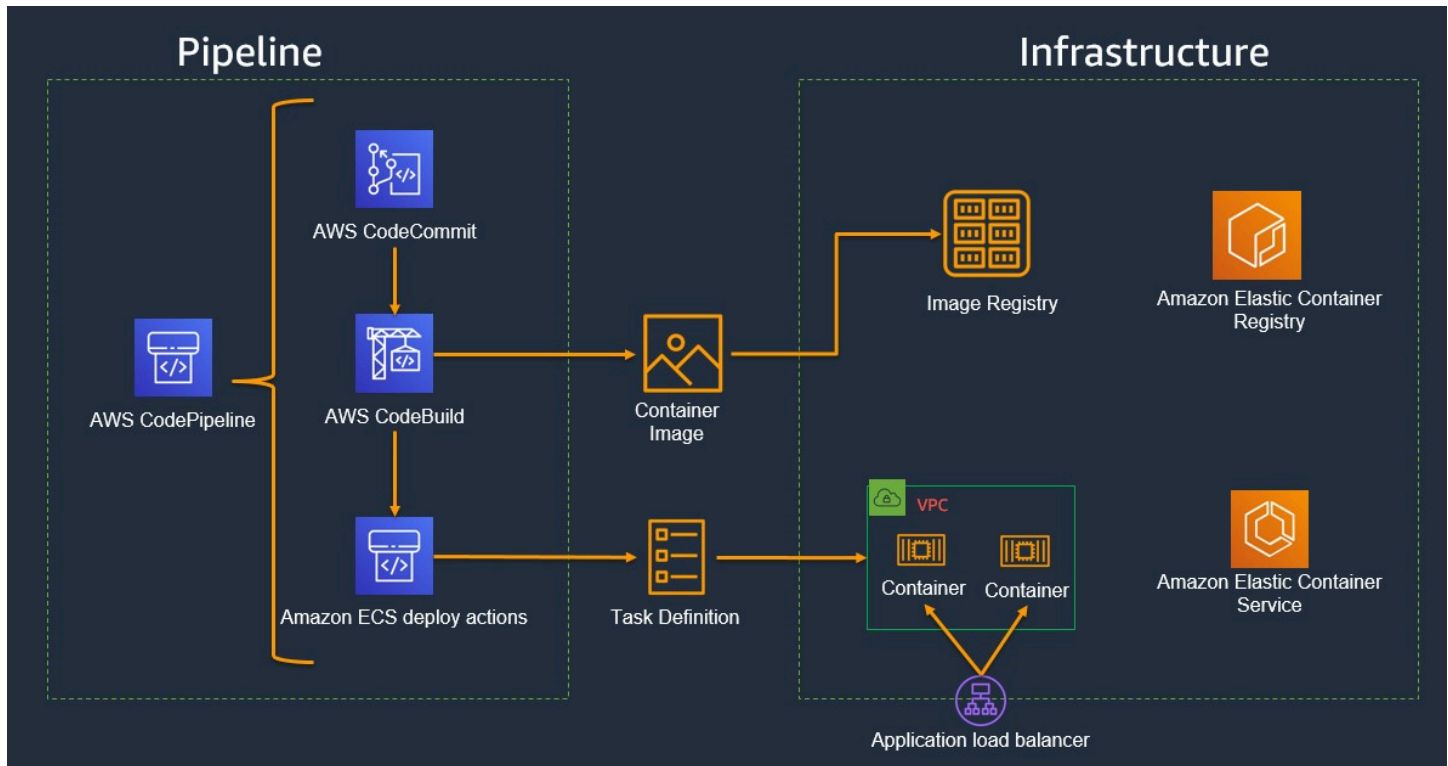 Pipeline
Infrastructure
AWS CodeCommit
AWS CodePipeline
AWS CodeBuild
Amazon ECS deploy actions
Container
Image
Task Definition
Image Registry
Amazon Elastic Container
Registry
VPC
Container
Container
Amazon Elastic Container
Service
Application load balancer